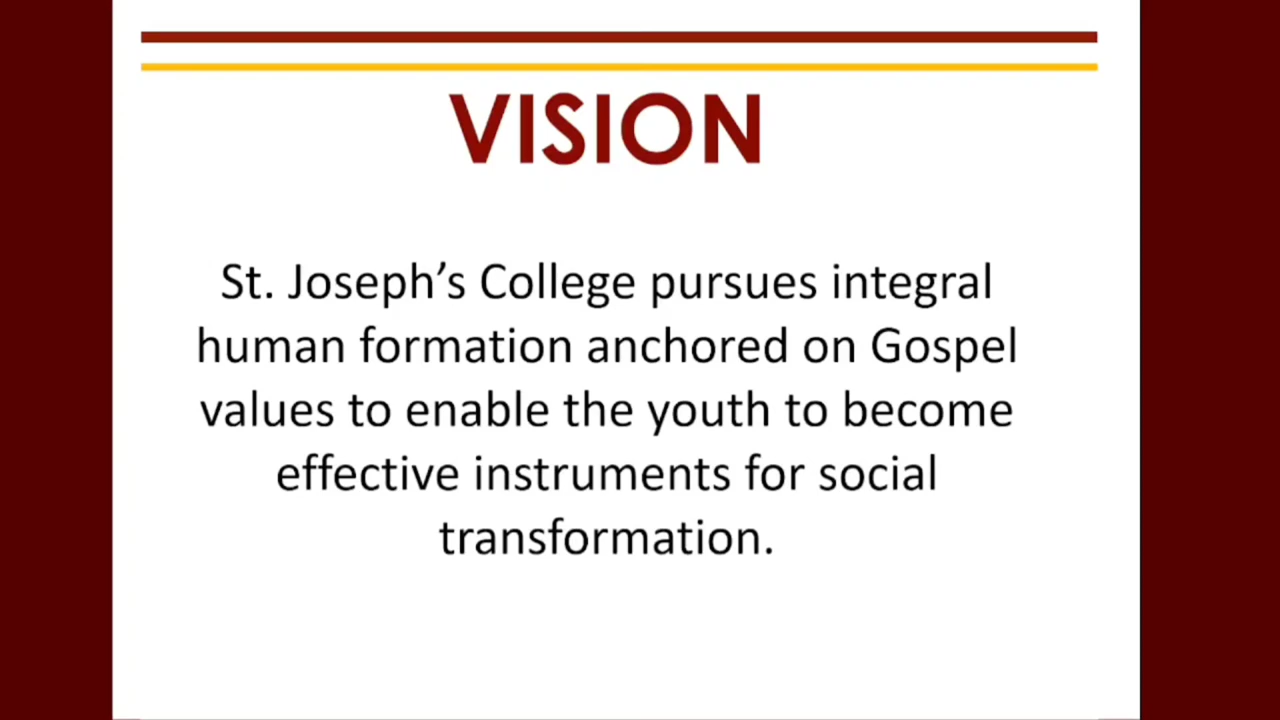 VISION
St. Joseph’s College pursues integral
human formation anchored on Gospel
values to enable the youth to become
effective instruments for social
transformation.